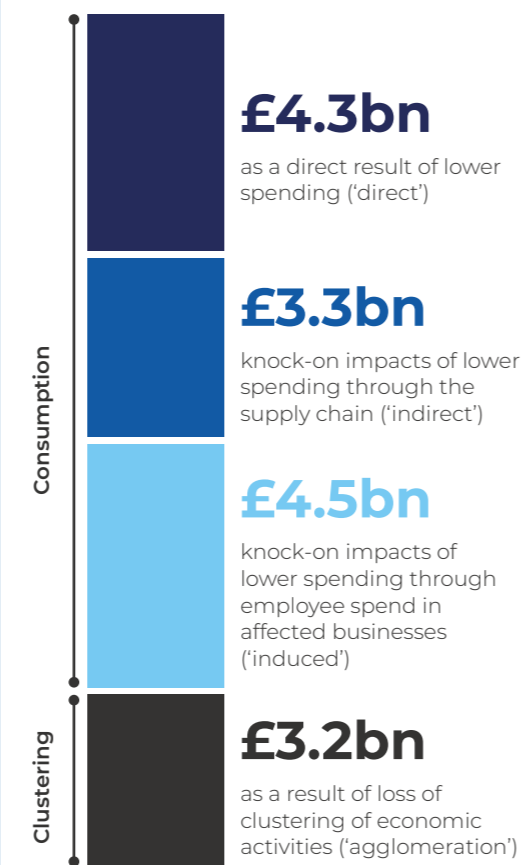 Consumption
£4.3bn
as a direct result of lower
spending (‘direct’)
£3.3bn
knock-on impacts of lower
spending through the
supply chain (‘indirect’)
£4.5bn
knock-on impacts of
lower spending through
employee spend in
affected businesses
(‘induced’)
Clustering
£3.2bn
as a result of loss of
clustering of economic
activities (‘agglomeration’)